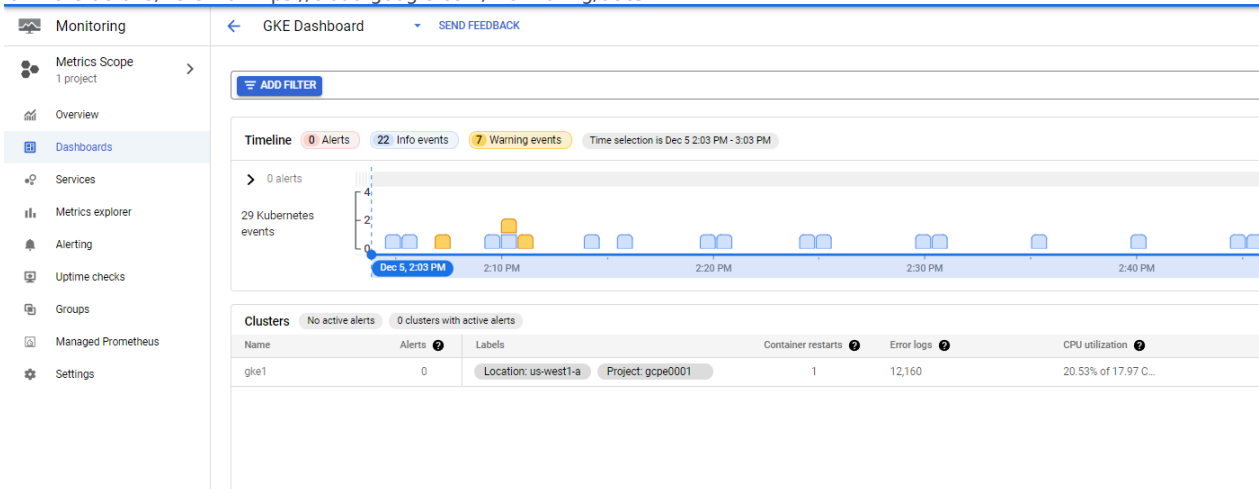 Monitoring
GKE Dashboard
SEND FEEDBACK
Metrics Scope
1 project
ADD FILTER
Overview
Dashboards
Services
Metrics explorer
Alerting
Uptime checks
Groups
Managed Prometheus
Settings
Timeline 0 Alerts 22 Info events 7 Warning events Time selection is Dec 5 2:03 PM - 3:03 PM
0 alerts
4
29 Kubernetes
events
2
0
Dec 5, 2:03 PM 2:10 PM 2:20 PM 2:30 PM 2:40 PM
Clusters No active alerts 0 clusters with active alerts
Name Alerts Labels Container restarts Error logs CPU utilization
gke1 0 Location: us-west1-a Project: gcpe0001 1 12,160 20.53% of 17.97 C...